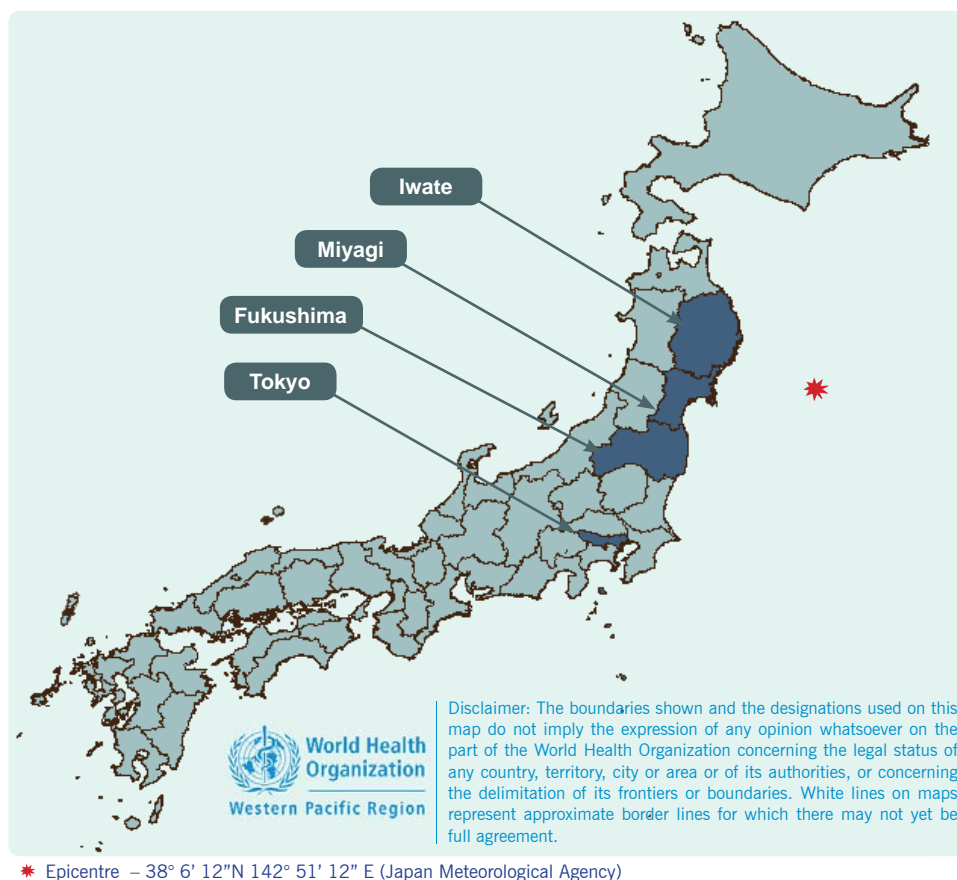 Iwate
Miyagi
Fukushima
Tokyo
World Health
Organization
Western Pacific Region
Disclaimer: The boundaries shown and the designations used on this
map do not imply the expression of any opinion whatsoever on the
part of the World Health Organization concerning the legal status of
any country, territory, city or area or of its authorities, or concerning
the delimitation of its frontiers or boundaries. White lines on maps
represent approximate border lines for which there may not yet be
full agreement.
Epicentre – 38° 6’ 12”N 142° 51’ 12” E (Japan Meteorological Agency)